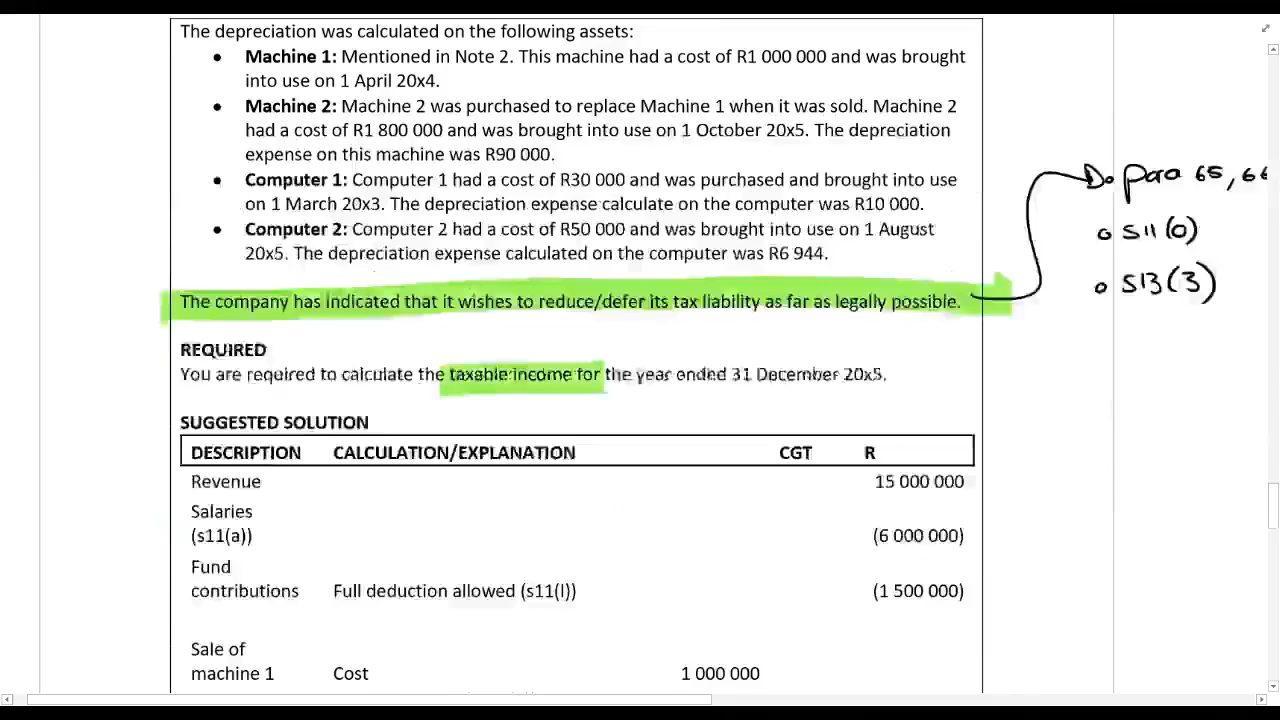 The depreciation was calculated on the following assets:
• Machine 1: Mentioned in Note 2. This machine had a cost of R1 000 000 and was brought
into use on 1 April 20x4.
• Machine 2: Machine 2 was purchased to replace Machine 1 when it was sold. Machine 2
had a cost of R1 800 000 and was brought into use on 1 October 20x5. The depreciation
expense on this machine was R90 000.
• Computer 1: Computer 1 had a cost of R30 000 and was purchased and brought into use
on 1 March 20x3. The depreciation expense calculate on the computer was R10 000.
• Computer 2: Computer 2 had a cost of R50 000 and was brought into use on 1 August
20x5. The depreciation expense calculated on the computer was R6 944.
The company has indicated that it wishes to reduce/defer its tax liability as far as legally possible.
Do para 65, 66
o S11(o)
o S13(3)
REQUIRED
You are required to calculate the taxable income for the year ended 31 December 20x5.
SUGGESTED SOLUTION
DESCRIPTION CALCULATION/EXPLANATION CGT R
Revenue 15 000 000
Salaries
(s11(a)) (6 000 000)
Fund
contributions Full deduction allowed (s11(l)) (1 500 000)
Sale of
machine 1 Cost 1 000 000